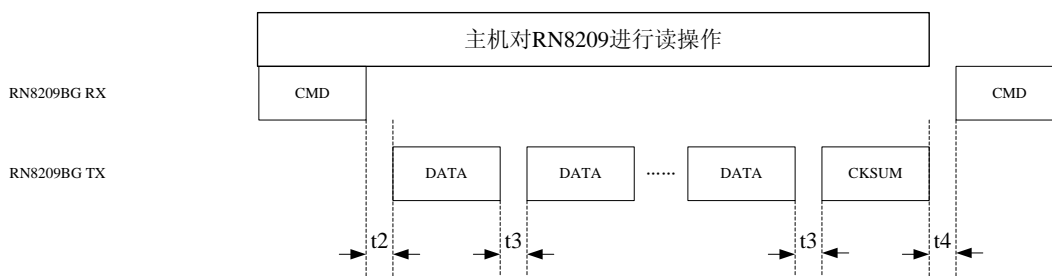 主机对RN8209进行读操作
RN8209BG RX
CMD
CMD
RN8209BG TX
DATA
DATA
......
DATA
CKSUM
t2
t3
t3
t4